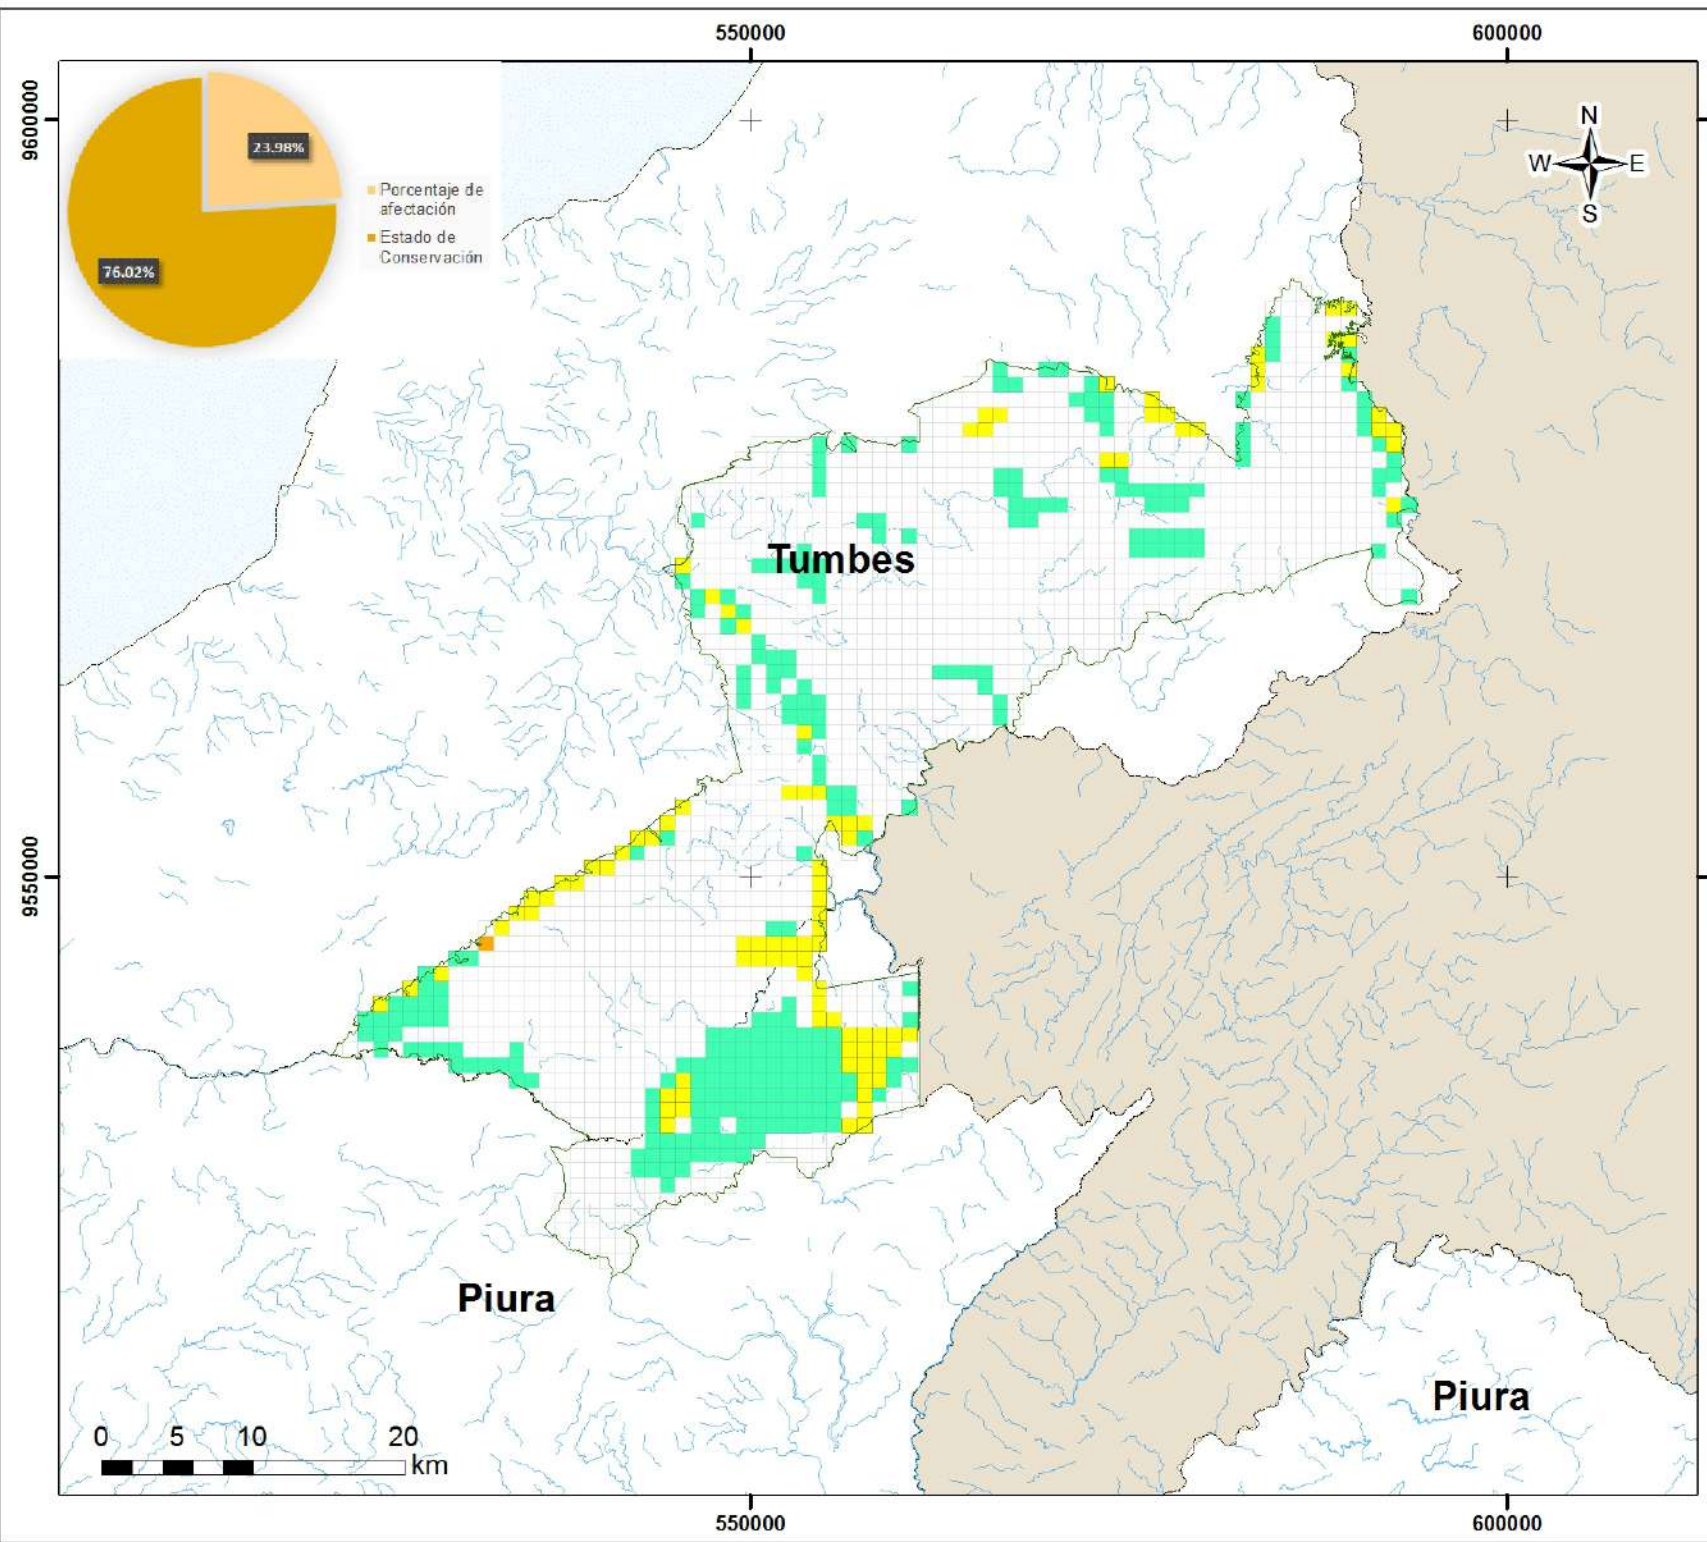 550000
600000
9600000
N
W
E
S
23.98%
Porcentaje de
afectación
Estado de
Conservación
76.02%
Tumbes
9550000
Piura
Piura
0
5
10
20
km
550000
600000